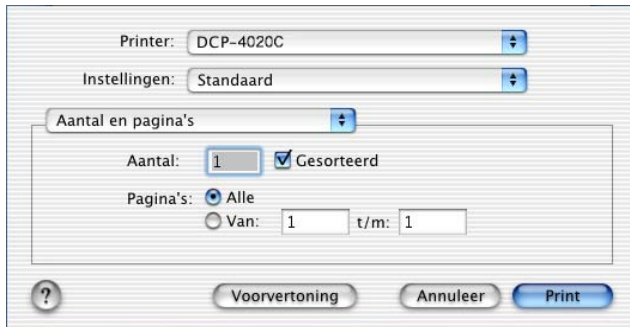 Printer: DCP-4020C
Instellingen: Standaard
Aantal en pagina's
Aantal: 1 Gesorteerd
Pagina's: Alle
Van: 1 t/m: 1
? Voorvertoning Annuleer Print